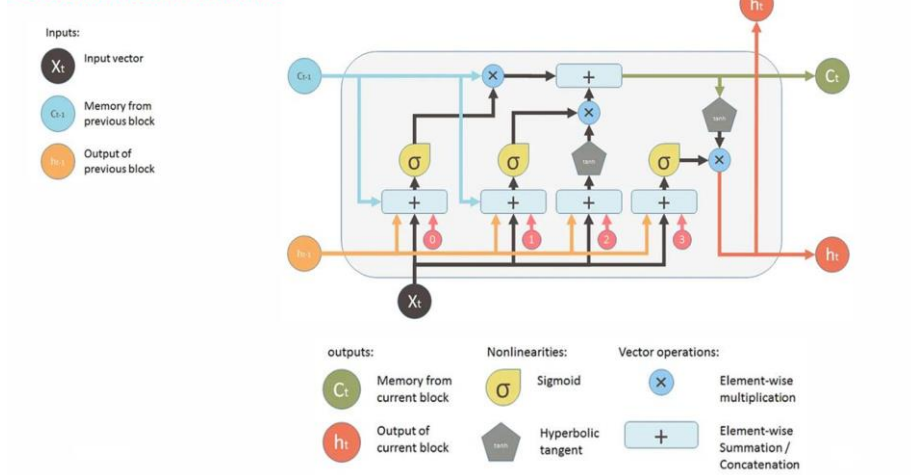 hₜ
Inputs:
Xₜ
Input vector
Cₜ₋₁
Memory from
previous block
hₜ₋₁
Output of
previous block
Cₜ₋₁
×
+
Cₜ
tanh
×
σ
σ
tanh
σ
×
+
+
+
+
0
1
2
3
hₜ₋₁
hₜ
Xₜ
outputs:
Cₜ
Memory from
current block
hₜ
Output of
current block
Nonlinearities:
σ
Sigmoid
tanh
Hyperbolic
tangent
Vector operations:
×
Element-wise
multiplication
+
Element-wise
Summation /
Concatenation